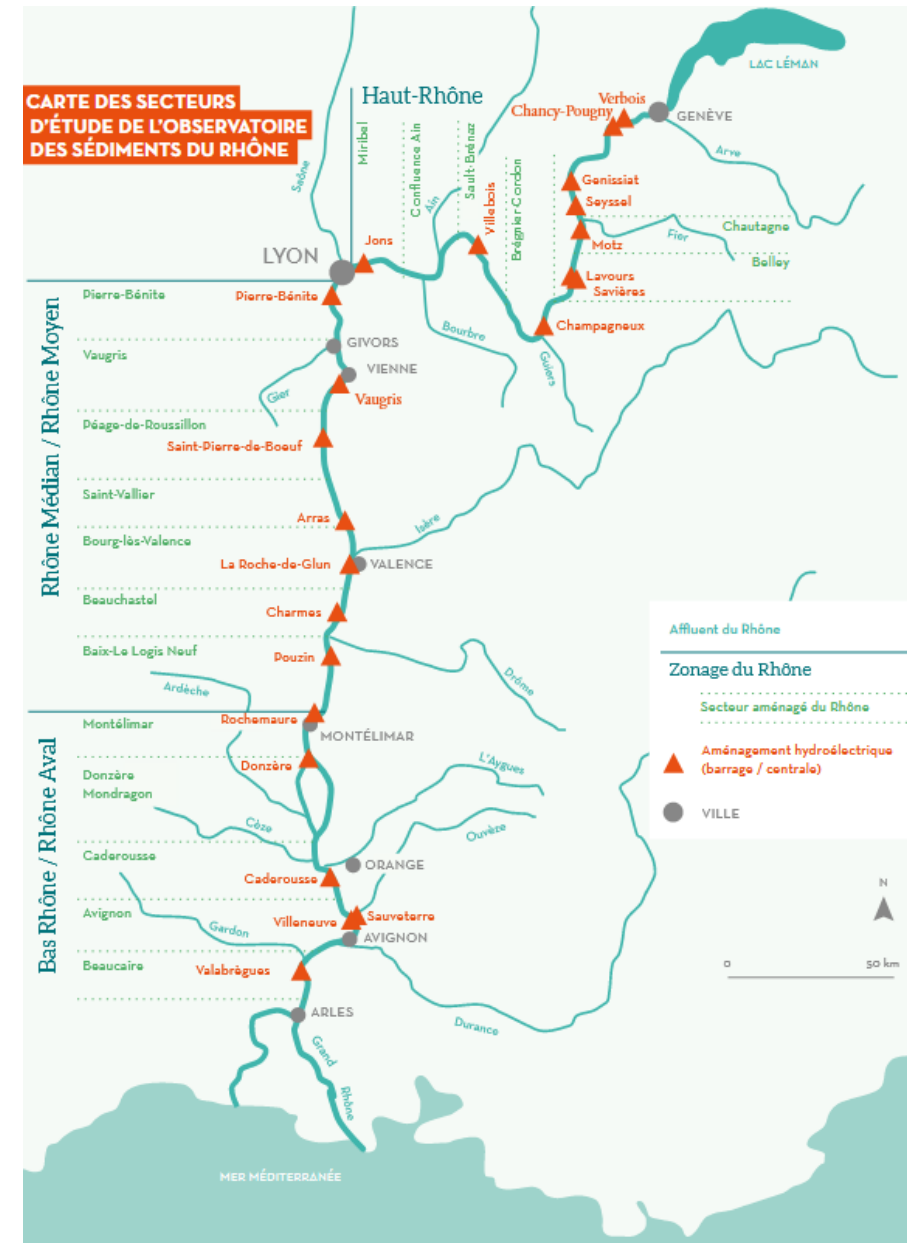 CARTE DES SECTEURS
D'ÉTUDE DE L'OBSERVATOIRE
DES SÉDIMENTS DU RHÔNE
Haut-Rhône
LAC LÉMAN
Verbois
Chancy-Pougny
GENÈVE
Arve
Saône
Miribel
Confluence Ain
Ain
Sault-Brénaz
Villebois
Brégnier Cordon
Genissiat
Seyssel
Chautagne
Fier
Motz
Belley
Lavours
Savières
Champagneux
Guiers
Bourbre
LYON
Jons
Rhône Médian / Rhône Moyen
Pierre-Bénite
Pierre-Bénite
GIVORS
Vaugris
VIENNE
Gier
Vaugris
Péage-de-Roussillon
Saint-Pierre-de-Boeuf
Saint-Vallier
Arras
Isère
Bourg-lès-Valence
La Roche-de-Glun
VALENCE
Beauchastel
Charmes
Baix-Le Logis Neuf
Pouzin
Drôme
Ardèche
Bas Rhône / Rhône Aval
Montélimar
Rochemaure
MONTÉLIMAR
Donzère
Mondragon
Donzère
L'Aygues
Cèze
Ouvèze
Caderousse
ORANGE
Caderousse
Avignon
Villeneuve
Sauveterre
Gardon
AVIGNON
Beaucaire
Valabrègues
ARLES
Durance
Grand
Rhône
MER MÉDITERRANÉE
Affluent du Rhône
Zonage du Rhône
Secteur aménagé du Rhône
Aménagement hydroélectrique
(barrage / centrale)
VILLE
N
0 50 km